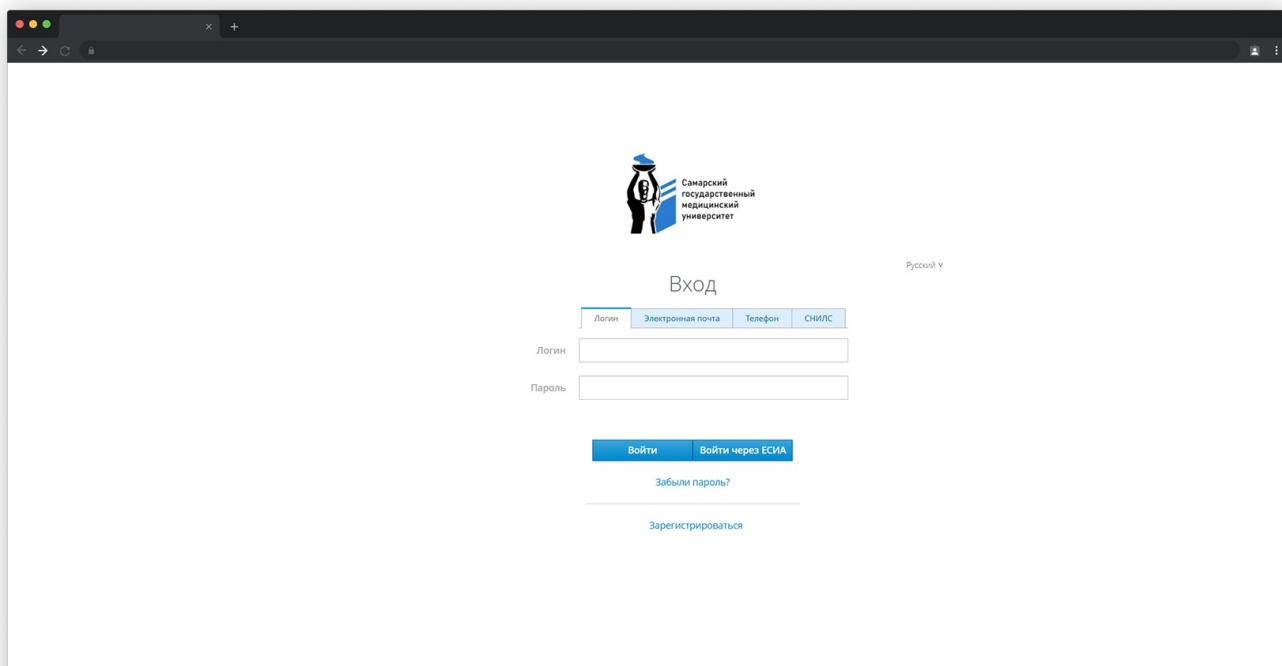 Самарский
государственный
медицинский
университет
Русский
Вход
Логин Электронная почта Телефон СНИЛС
Логин
Пароль
Войти Войти через ЕСИА
Забыли пароль?
Зарегистрироваться